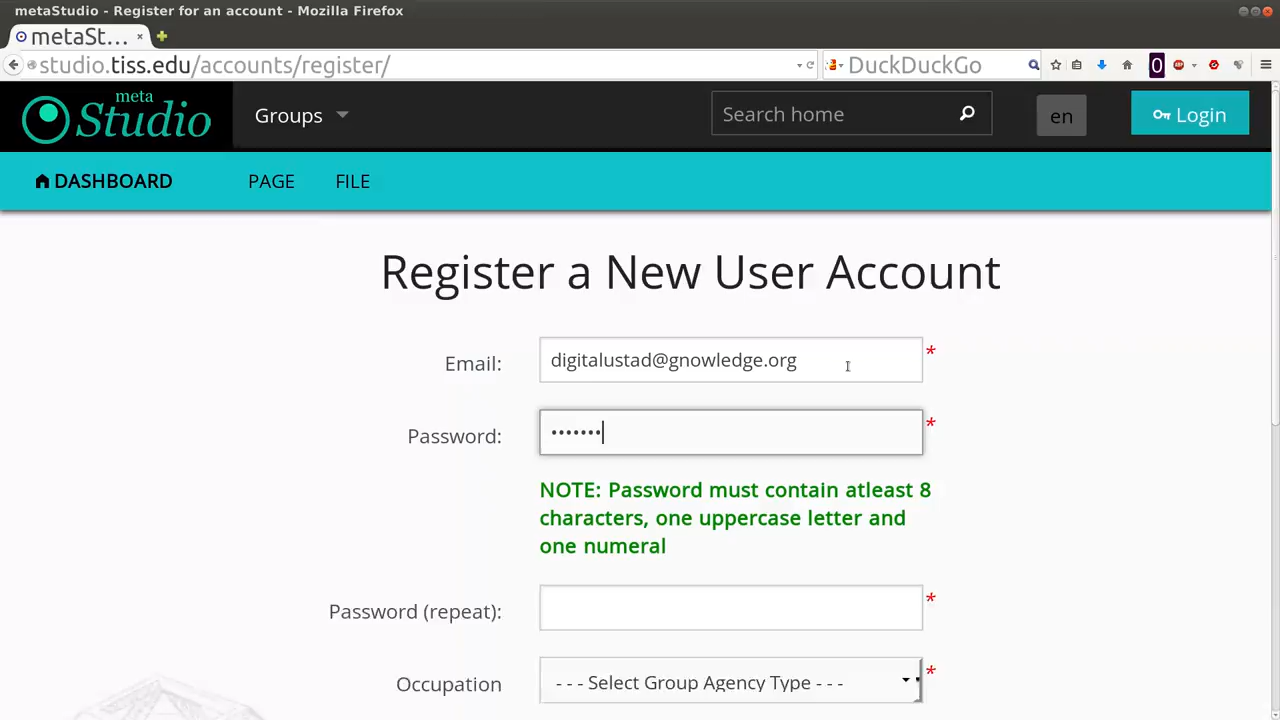 metaStudio - Register for an account - Mozilla Firefox
metaSt...
studio.tiss.edu/accounts/register/
DuckDuckGo
0
ABP
meta
Studio
Groups
Search home
en
Login
DASHBOARD
PAGE
FILE
Register a New User Account
Email:
digitalustad@gnowledge.org
*
Password:
•••••••
*
NOTE: Password must contain atleast 8
characters, one uppercase letter and
one numeral
Password (repeat):
*
Occupation
- - - Select Group Agency Type - - -
*